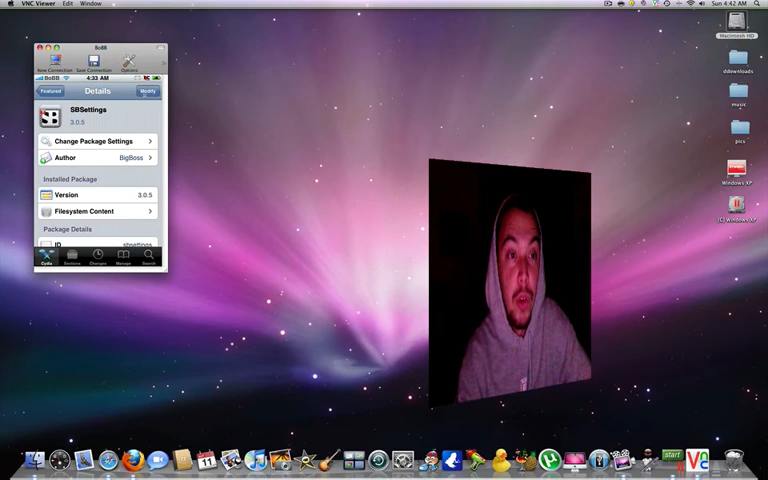 VNC Viewer Edit Window
Sun 4:42 AM
BoBB
New Connection Save Connection Options
BoBB 4:33 AM
Featured Details Modify
SBSettings
3.0.5
Change Package Settings
Author BigBoss
Installed Package
Version 3.0.5
Filesystem Content
Package Details
ID sbsettings
Cydia Sections Changes Manage Search
Macintosh HD
ddownloads
music
pics
Windows XP
(C) Windows XP
11
start